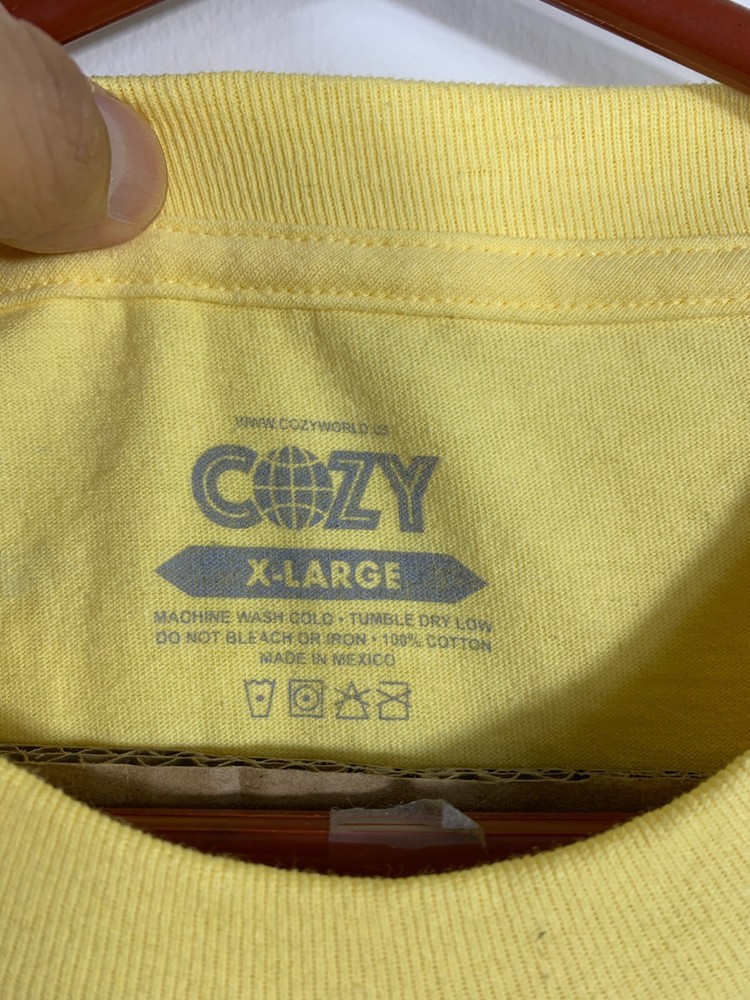 WWW.COZYWORLD.US
COZY
X-LARGE
MACHINE WASH COLD • TUMBLE DRY LOW
DO NOT BLEACH OR IRON • 100% COTTON
MADE IN MEXICO